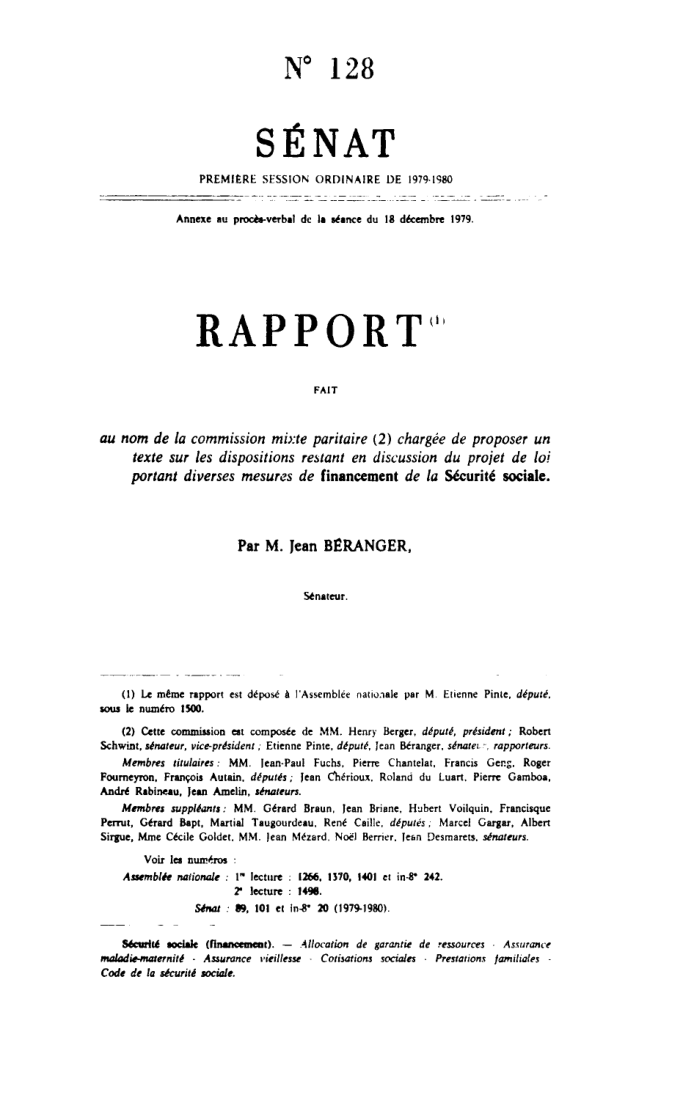 N° 128
SÉNAT
PREMIÈRE SESSION ORDINAIRE DE 1979-1980
Annexe au procès-verbal de la séance du 18 décembre 1979.
RAPPORT (1)
FAIT
au nom de la commission mixte paritaire (2) chargée de proposer un
texte sur les dispositions restant en discussion du projet de loi
portant diverses mesures de financement de la Sécurité sociale.
Par M. Jean BÉRANGER,
Sénateur.
(1) Le même rapport est déposé à l'Assemblée nationale par M. Etienne Pinte, député,
sous le numéro 1500.
(2) Cette commission est composée de MM. Henry Berger, député, président ; Robert
Schwint, sénateur, vice-président ; Etienne Pinte, député, Jean Béranger, sénateur, rapporteurs.
Membres titulaires : MM. Jean-Paul Fuchs, Pierre Chantelat, Francis Geng, Roger
Fourneyron, François Autain, députés ; Jean Chérioux, Roland du Luart, Pierre Gamboa,
André Rabineau, Jean Amelin, sénateurs.
Membres suppléants : MM. Gérard Braun, Jean Briane, Hubert Voilquin, Francisque
Perrut, Gérard Bapt, Martial Taugourdeau, René Caille, députés ; Marcel Gargar, Albert
Sirgue, Mme Cécile Goldet, MM. Jean Mézard, Noël Berrier, Jean Desmarets, sénateurs.
Voir les numéros :
Assemblée nationale : 1re lecture : 1266, 1370, 1401 et in-8° 242.
2e lecture : 1498.
Sénat : 89, 101 et in-8° 20 (1979-1980).
Sécurité sociale (financement). — Allocation de garantie de ressources - Assurance
maladie-maternité - Assurance vieillesse - Cotisations sociales - Prestations familiales -
Code de la sécurité sociale.